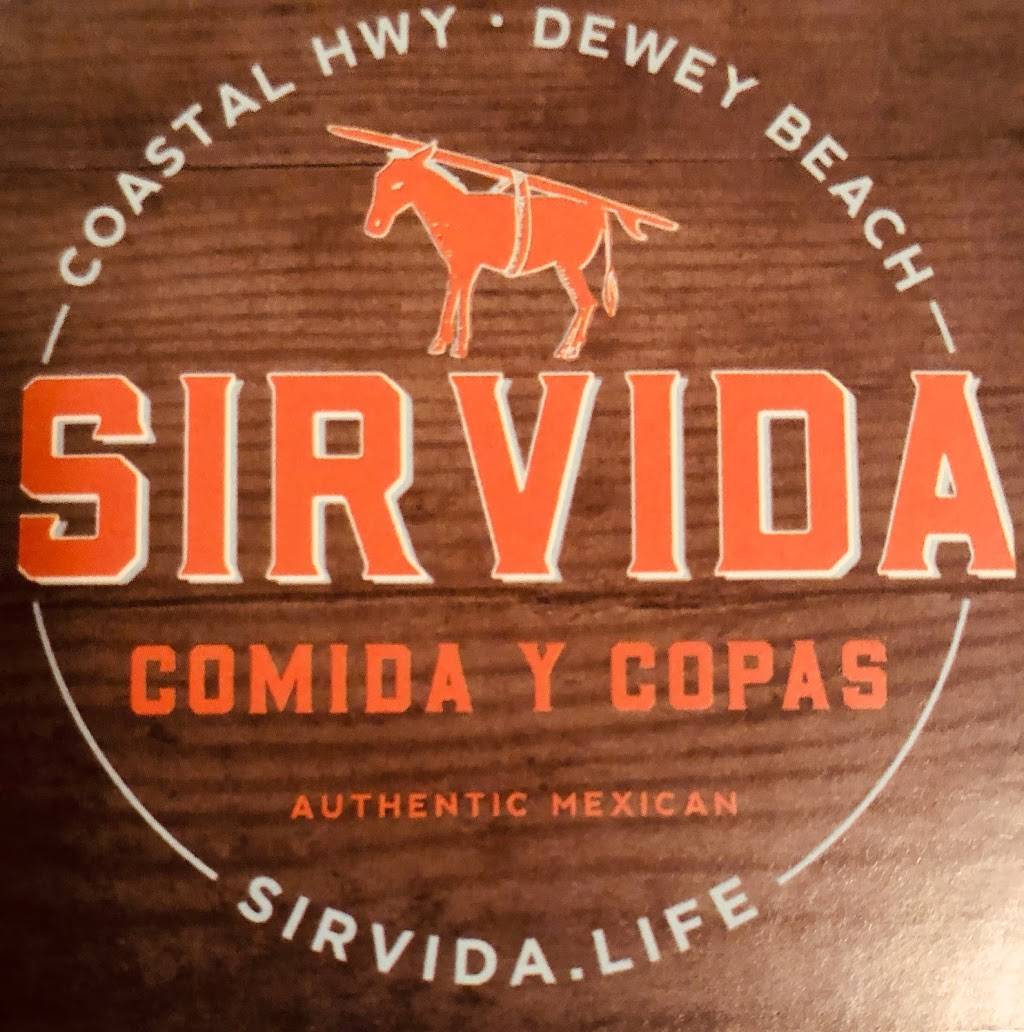 COASTAL HWY · DEWEY BEACH
SIRVIDA
COMIDA Y COPAS
AUTHENTIC MEXICAN
SIRVIDA.LIFE